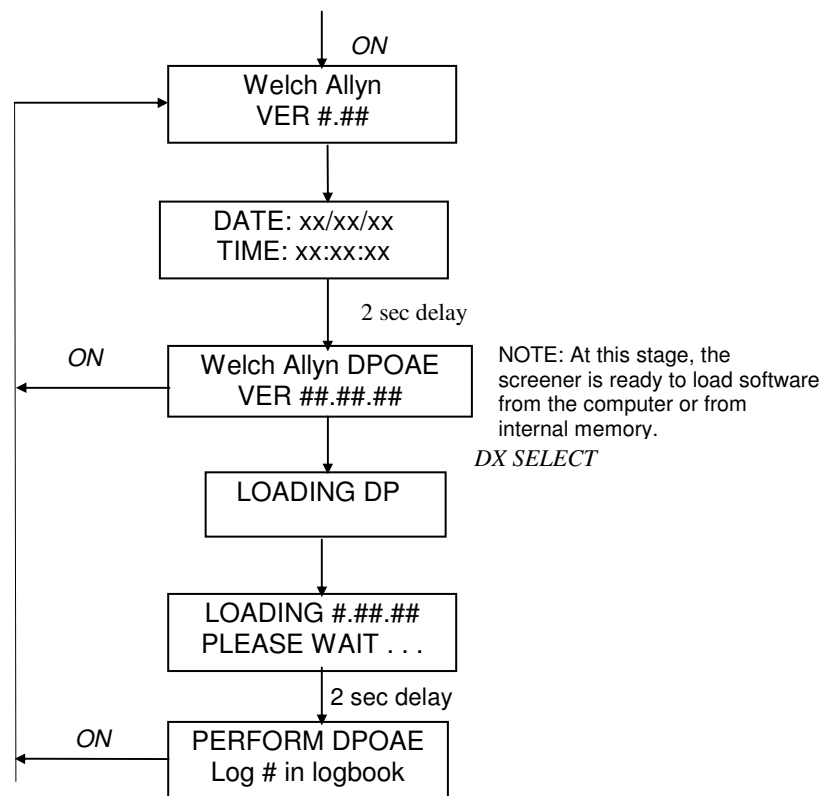 ON
Welch Allyn
VER #.##
DATE: xx/xx/xx
TIME: xx:xx:xx
2 sec delay
ON
Welch Allyn DPOAE
VER ##.##.##
NOTE: At this stage, the
screener is ready to load software
from the computer or from
internal memory.
DX SELECT
LOADING DP
LOADING #.##.##
PLEASE WAIT . . .
2 sec delay
ON
PERFORM DPOAE
Log # in logbook